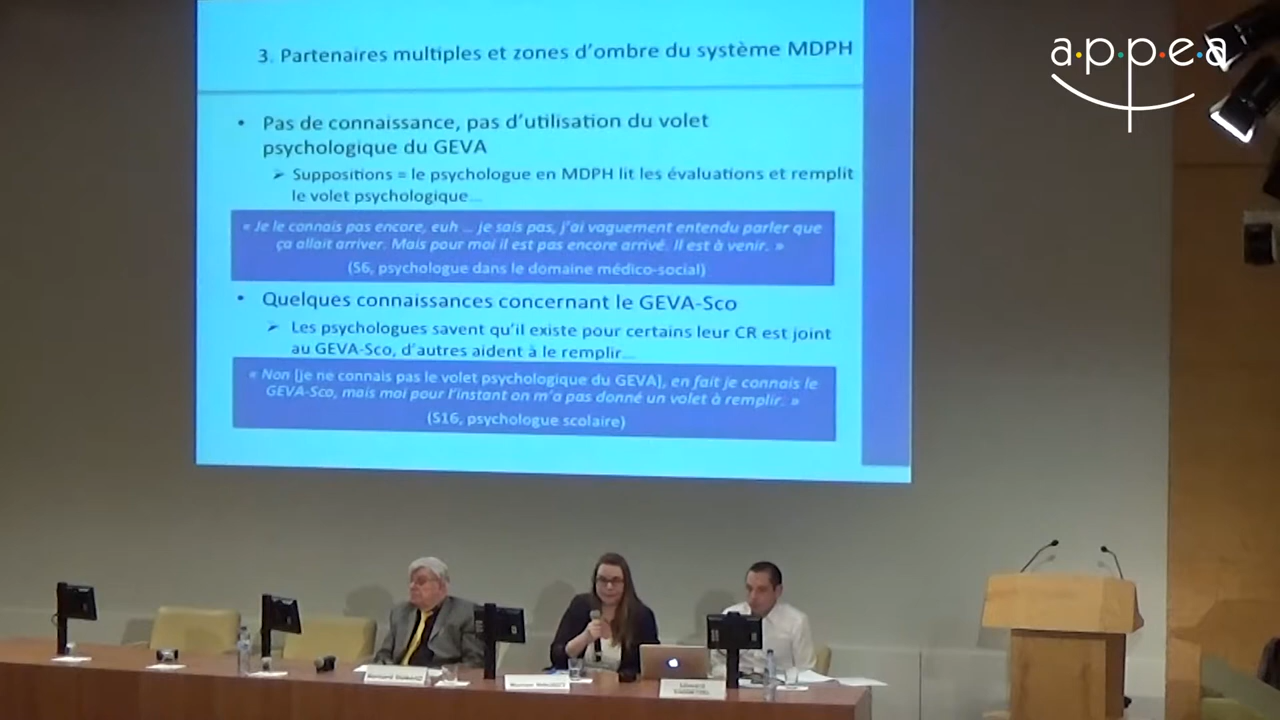 a.p.p.e.a
3. Partenaires multiples et zones d'ombre du système MDPH
• Pas de connaissance, pas d'utilisation du volet
psychologique du GEVA
➢ Suppositions = le psychologue en MDPH lit les évaluations et remplit
le volet psychologique...
« Je le connais pas encore, euh ... je sais pas, j'ai vaguement entendu parler que
ça allait arriver. Mais pour moi il est pas encore arrivé. Il est à venir. »
(S6, psychologue dans le domaine médico-social)
• Quelques connaissances concernant le GEVA-Sco
➢ Les psychologues savent qu'il existe pour certains leur CR est joint
au GEVA-Sco, d'autres aident à le remplir...
« Non [je ne connais pas le volet psychologique du GEVA], en fait je connais le
GEVA-Sco, mais moi pour l'instant on m'a pas donné un volet à remplir. »
(S16, psychologue scolaire)